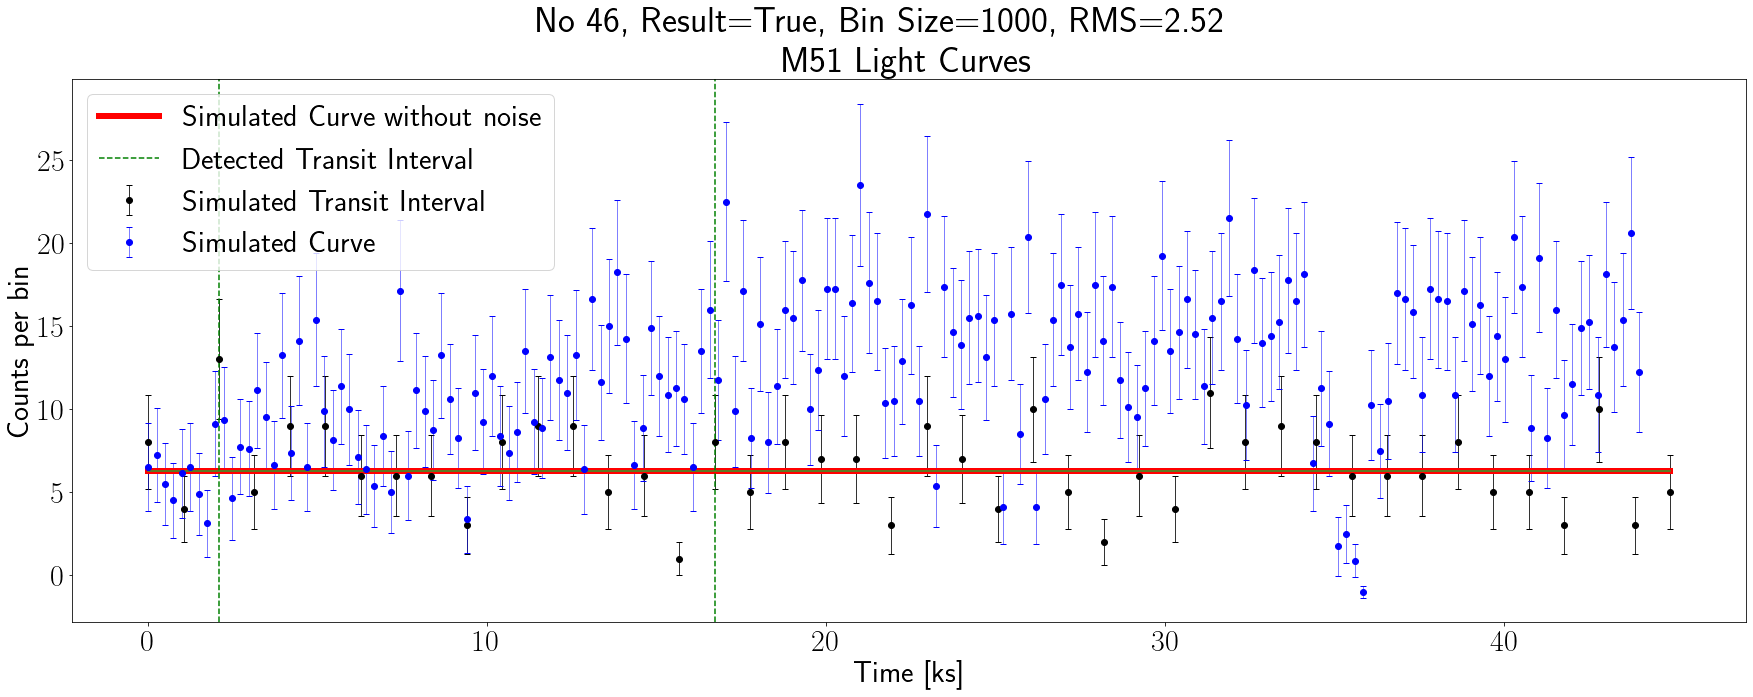 No 46, Result=True, Bin Size=1000, RMS=2.52
M51 Light Curves
Simulated Curve without noise
Detected Transit Interval
Simulated Transit Interval
Simulated Curve
Counts per bin
25
20
15
10
5
0
0 10 20 30 40
Time [ks]